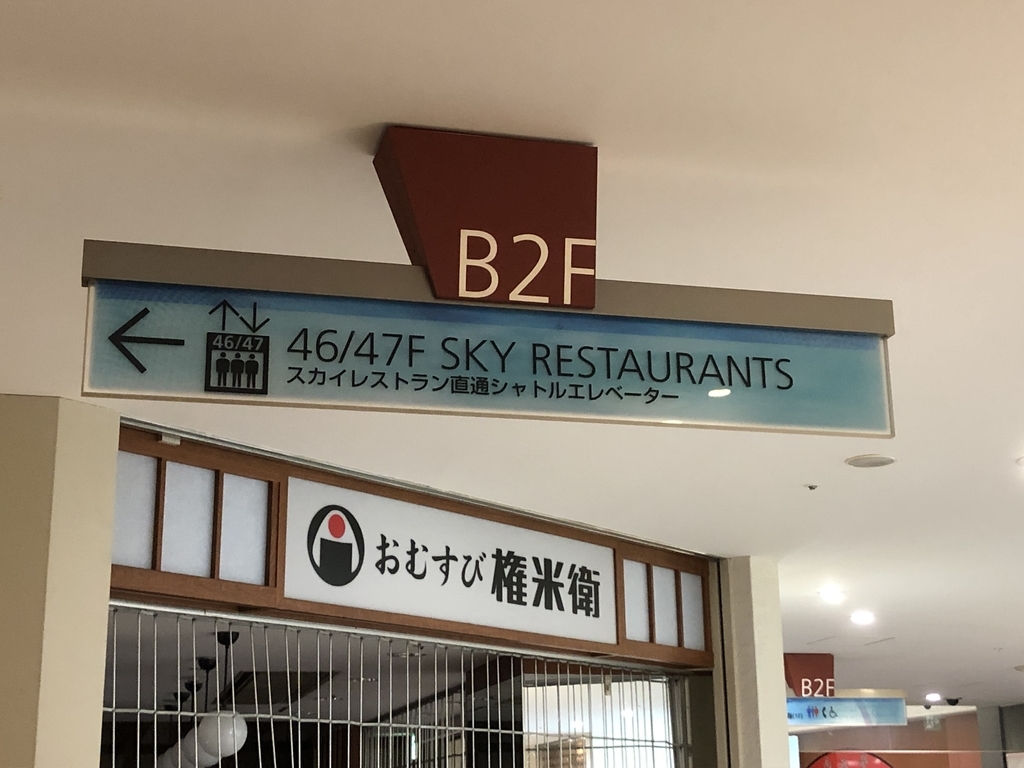 B2F
46/47
46/47F SKY RESTAURANTS
スカイレストラン直通シャトルエレベーター
おむすび 権米衛
B2F